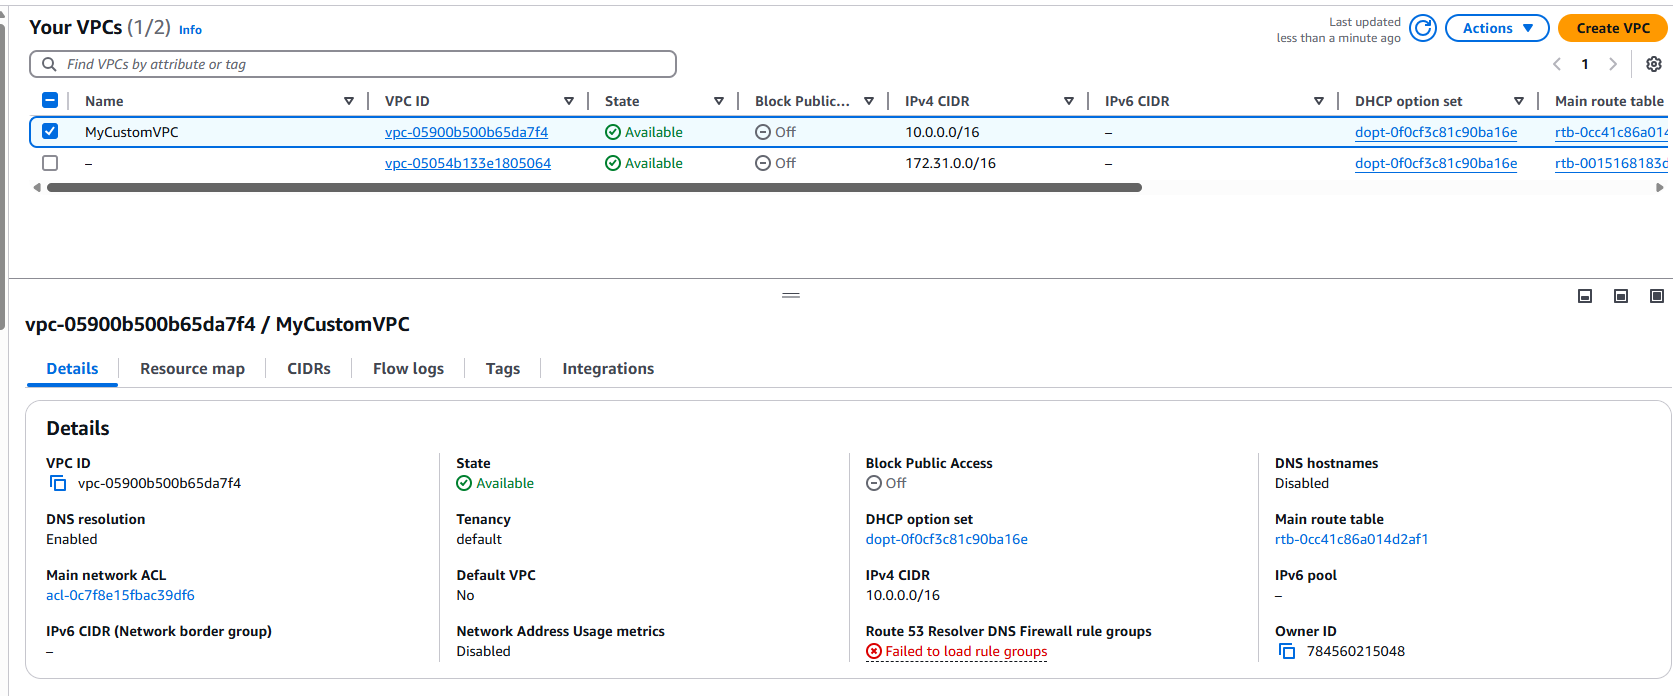 Your VPCs (1/2) Info
Last updated
less than a minute ago
Actions
Create VPC
Find VPCs by attribute or tag
1
Name VPC ID State Block Public... IPv4 CIDR IPv6 CIDR DHCP option set Main route table
MyCustomVPC vpc-05900b500b65da7f4 Available Off 10.0.0.0/16 – dopt-0f0cf3c81c90ba16e rtb-0cc41c86a014
– vpc-05054b133e1805064 Available Off 172.31.0.0/16 – dopt-0f0cf3c81c90ba16e rtb-0015168183d
vpc-05900b500b65da7f4 / MyCustomVPC
Details Resource map CIDRs Flow logs Tags Integrations
Details
VPC ID
vpc-05900b500b65da7f4
State
Available
Block Public Access
Off
DNS hostnames
Disabled
DNS resolution
Enabled
Tenancy
default
DHCP option set
dopt-0f0cf3c81c90ba16e
Main route table
rtb-0cc41c86a014d2af1
Main network ACL
acl-0c7f8e15fbac39df6
Default VPC
No
IPv4 CIDR
10.0.0.0/16
IPv6 pool
–
IPv6 CIDR (Network border group)
–
Network Address Usage metrics
Disabled
Route 53 Resolver DNS Firewall rule groups
Failed to load rule groups
Owner ID
784560215048